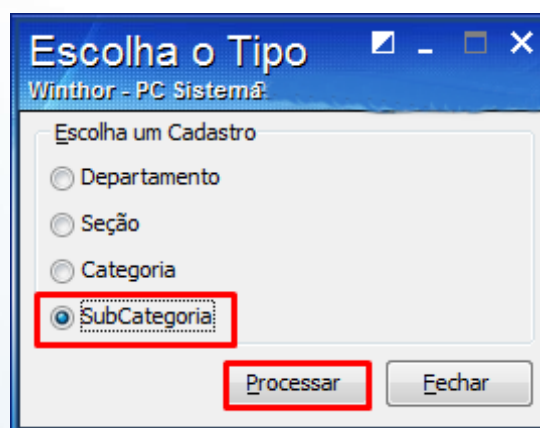 Escolha o Tipo
Winthor - PC Sistema
Escolha um Cadastro
Departamento
Seção
Categoria
SubCategoria
Processar Fechar